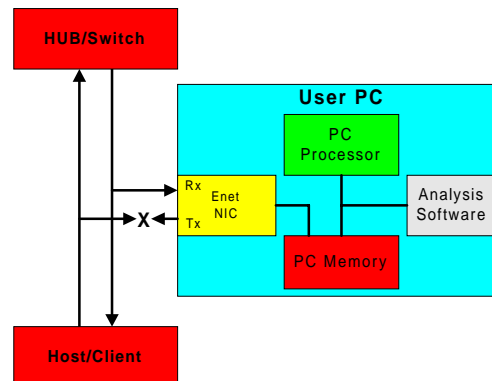 HUB/Switch
User PC
PC
Processor
Rx
Enet
NIC
Tx
X
Analysis
Software
PC Memory
Host/Client